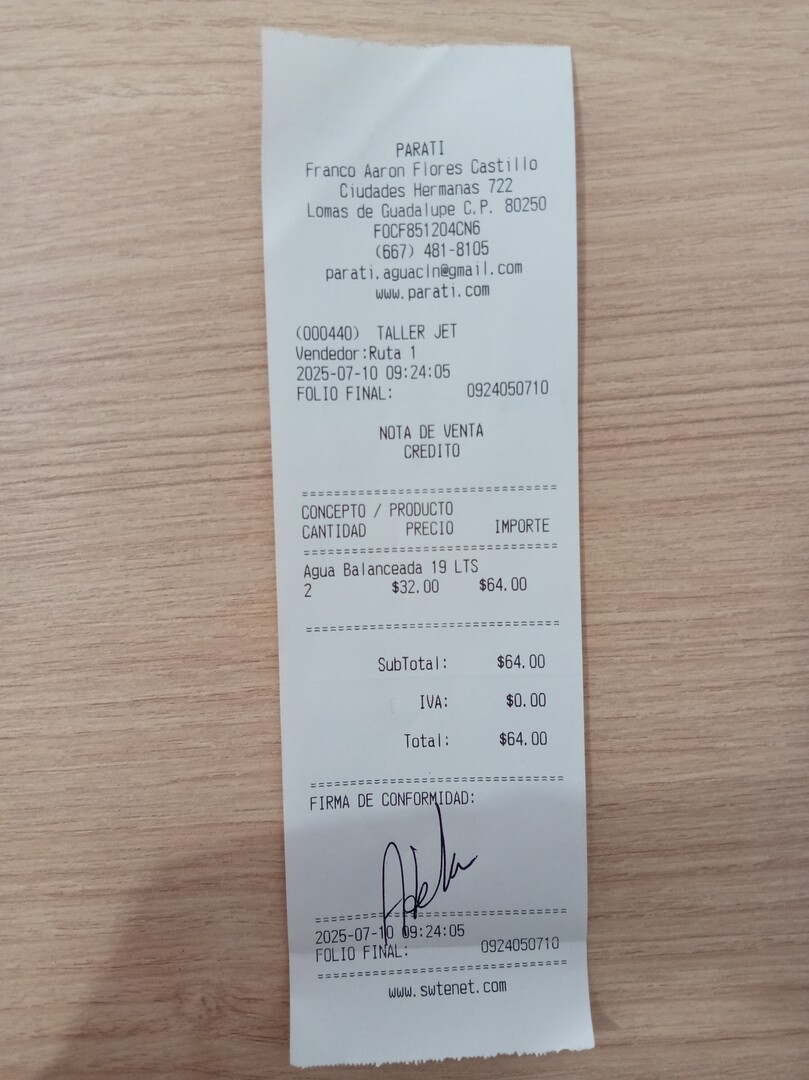 PARATI
Franco Aaron Flores Castillo
Ciudades Hermanas 722
Lomas de Guadalupe C.P. 80250
FOCF851204CN6
(667) 481-8105
parati.aguacln@gmail.com
www.parati.com
(000440) TALLER JET
Vendedor:Ruta 1
2025-07-10 09:24:05
FOLIO FINAL: 0924050710
NOTA DE VENTA
CREDITO
================================
CONCEPTO / PRODUCTO
CANTIDAD PRECIO IMPORTE
================================
Agua Balanceada 19 LTS
2 $32.00 $64.00
================================
SubTotal: $64.00
IVA: $0.00
Total: $64.00
================================
FIRMA DE CONFORMIDAD:
Adela
================================
2025-07-10 09:24:05
FOLIO FINAL: 0924050710
================================
www.swtenet.com